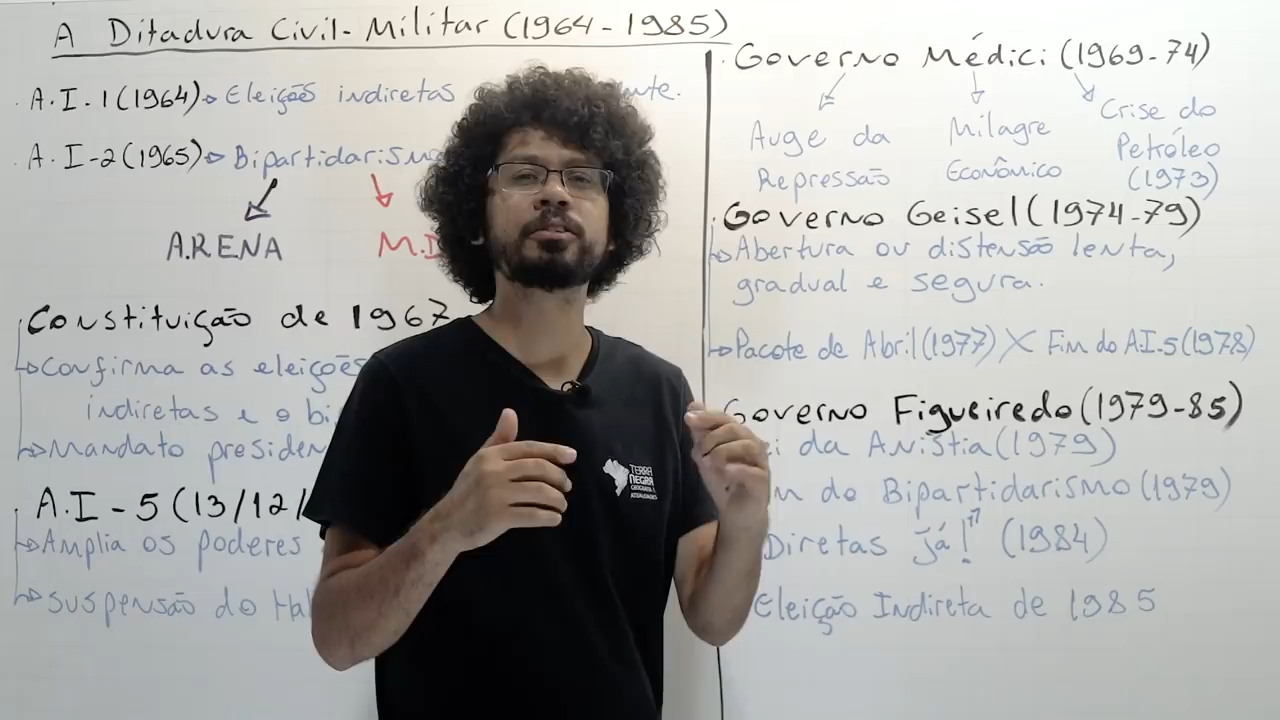 A Ditadura Civil-Militar (1964-1985)
A.I-1 (1964) Eleições indiretas
A.I-2 (1965) Bipartidarismo
ARENA
Constituição de 1967
Confirma as eleições
indiretas e o
Mandato
A.I-5 (13/12/
Amplia os poderes
suspensão do
Governo Médici (1969-74)
Auge da
Repressão
Milagre
Econômico
Crise do
Petróleo
(1973)
Governo Geisel (1974-79)
Abertura ou distensão lenta,
gradual e segura.
Pacote de Abril (1977) X Fim do A.I-5 (1978)
Governo Figueiredo (1979-85)
da Anistia (1979)
do Bipartidarismo (1979)
Diretas já!" (1984)
Eleição Indireta de 1985
TERRA
NEGRA
GEOGRAFIA E
ATUALIDADES